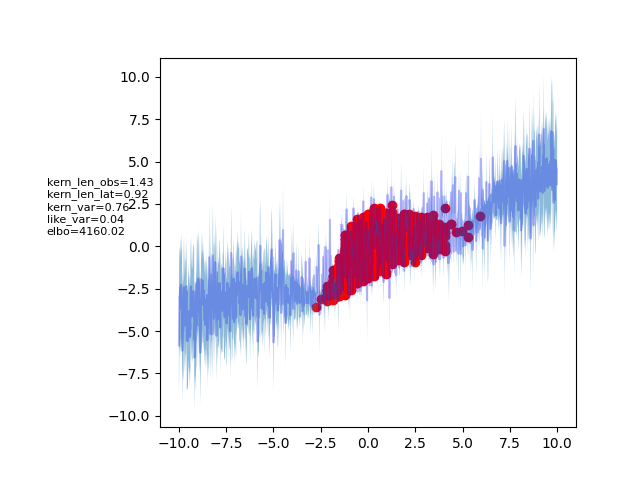 10.0
7.5
5.0
kern_len_obs=1.43
kern_len_lat=0.92
kern_var=0.76
2.5
like_var=0.04
elbo=4160.02
0.0
−2.5
−5.0
−7.5
−10.0
−10.0 −7.5 −5.0 −2.5 0.0 2.5 5.0 7.5 10.0